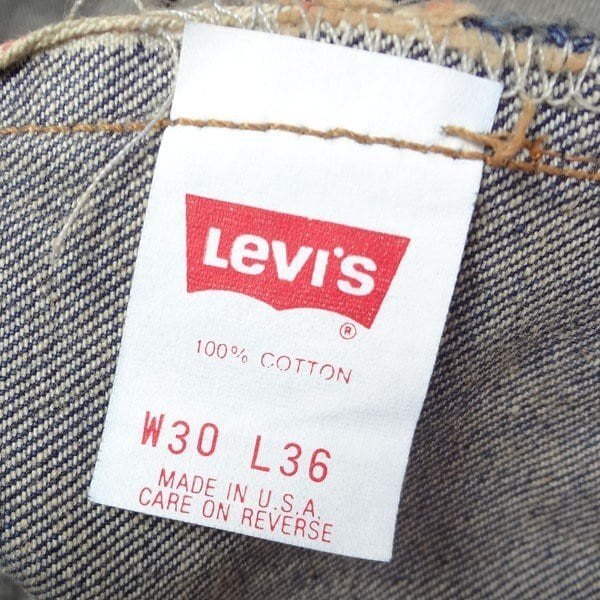 Levi's
®
100% COTTON
W30 L36
MADE IN U.S.A.
CARE ON REVERSE